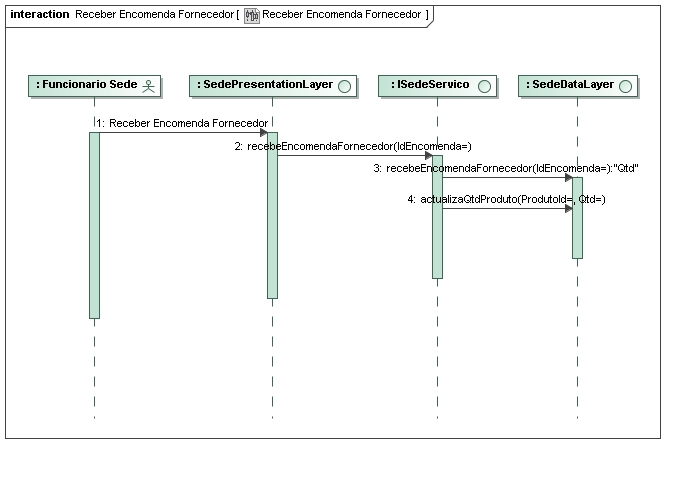 interaction Receber Encomenda Fornecedor [ Receber Encomenda Fornecedor ]
: Funcionario Sede
: SedePresentationLayer
: ISedeServico
: SedeDataLayer
1: Receber Encomenda Fornecedor
2: recebeEncomendaFornecedor(IdEncomenda=)
3: recebeEncomendaFornecedor(IdEncomenda=):"Qtd"
4: actualizaQtdProduto(ProdutoId=, Qtd=)